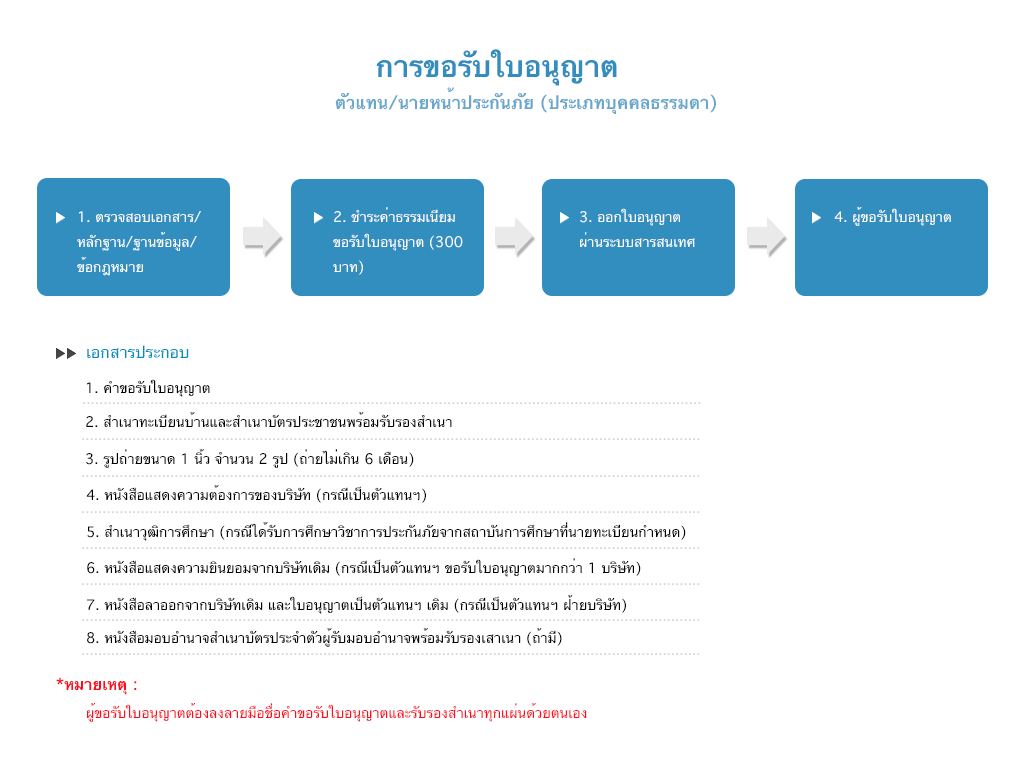 การขอรับใบอนุญาต
ตัวแทน/นายหน้าประกันภัย (ประเภทบุคคลธรรมดา)
1. ตรวจสอบเอกสาร/
หลักฐาน/ฐานข้อมูล/
ข้อกฎหมาย
2. ชำระค่าธรรมเนียม
ขอรับใบอนุญาต (300
บาท)
3. ออกใบอนุญาต
ผ่านระบบสารสนเทศ
4. ผู้ขอรับใบอนุญาต
เอกสารประกอบ
1. คำขอรับใบอนุญาต
2. สำเนาทะเบียนบ้านและสำเนาบัตรประชาชนพร้อมรับรองสำเนา
3. รูปถ่ายขนาด 1 นิ้ว จำนวน 2 รูป (ถ่ายไม่เกิน 6 เดือน)
4. หนังสือแสดงความต้องการของบริษัท (กรณีเป็นตัวแทนฯ)
5. สำเนาวุฒิการศึกษา (กรณีได้รับการศึกษาวิชาการประกันภัยจากสถาบันการศึกษาที่นายทะเบียนกำหนด)
6. หนังสือแสดงความยินยอมจากบริษัทเดิม (กรณีเป็นตัวแทนฯ ขอรับใบอนุญาตมากกว่า 1 บริษัท)
7. หนังสือลาออกจากบริษัทเดิม และใบอนุญาตเป็นตัวแทนฯ เดิม (กรณีเป็นตัวแทนฯ ย้ายบริษัท)
8. หนังสือมอบอำนาจสำเนาบัตรประจำตัวผู้รับมอบอำนาจพร้อมรับรองเสาเนา (ถ้ามี)
*หมายเหตุ :
ผู้ขอรับใบอนุญาตต้องลงลายมือชื่อคำขอรับใบอนุญาตและรับรองสำเนาทุกแผ่นด้วยตนเอง